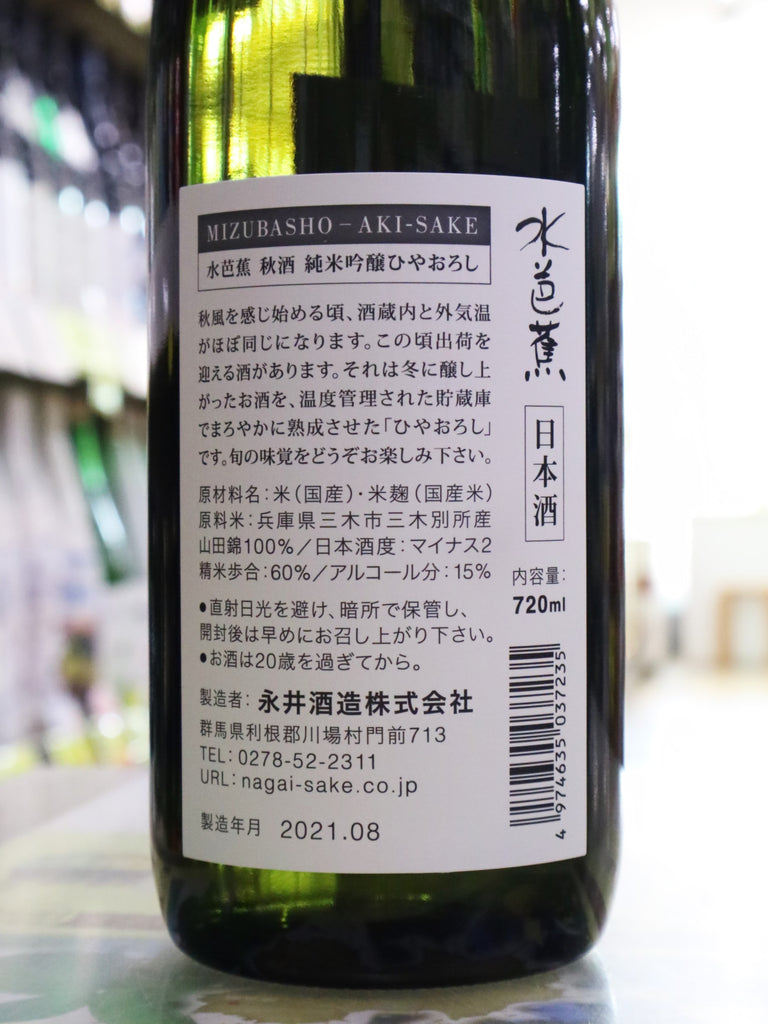 MIZUBASHO – AKI-SAKE
水芭蕉 秋酒 純米吟醸ひやおろし
秋風を感じ始める頃、酒蔵内と外気温
がほぼ同じになります。この頃出荷を
迎える酒があります。それは冬に醸し上
がったお酒を、温度管理された貯蔵庫
でまろやかに熟成させた「ひやおろし」
です。旬の味覚をどうぞお楽しみ下さい。
原材料名:米(国産)・米麹(国産米)
原料米:兵庫県三木市三木別所産
山田錦100%/日本酒度:マイナス2
精米歩合:60%/アルコール分:15%
●直射日光を避け、暗所で保管し、
開封後は早めにお召し上がり下さい。
●お酒は20歳を過ぎてから。
製造者:永井酒造株式会社
群馬県利根郡川場村門前713
TEL:0278-52-2311
URL:nagai-sake.co.jp
製造年月 2021.08
水芭蕉
日本酒
内容量:
720ml
4 974635 037235